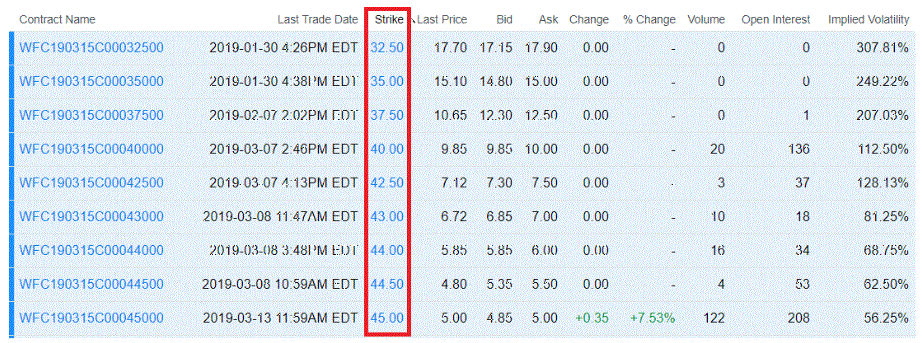 Contract Name Last Trade Date Strike Last Price Bid Ask Change % Change Volume Open Interest Implied Volatility
WFC190315C00032500 2019-01-30 4:26PM EDT 32.50 17.70 17.15 17.90 0.00 - 0 0 307.81%
WFC190315C00035000 2019-01-30 4:38PM EDT 35.00 15.10 14.80 15.00 0.00 - 0 0 249.22%
WFC190315C00037500 2019-02-07 2:02PM EDT 37.50 10.65 12.30 12.50 0.00 - 0 1 207.03%
WFC190315C00040000 2019-03-07 2:46PM EDT 40.00 9.85 9.85 10.00 0.00 - 20 136 112.50%
WFC190315C00042500 2019-03-07 4:13PM EDT 42.50 7.12 7.30 7.50 0.00 - 3 37 128.13%
WFC190315C00043000 2019-03-08 11:47AM EDT 43.00 6.72 6.85 7.00 0.00 - 10 18 81.25%
WFC190315C00044000 2019-03-08 3:48PM EDT 44.00 5.85 5.85 6.00 0.00 - 16 34 68.75%
WFC190315C00044500 2019-03-08 10:59AM EDT 44.50 4.80 5.35 5.50 0.00 - 4 53 62.50%
WFC190315C00045000 2019-03-13 11:59AM EDT 45.00 5.00 4.85 5.00 +0.35 +7.53% 122 208 56.25%